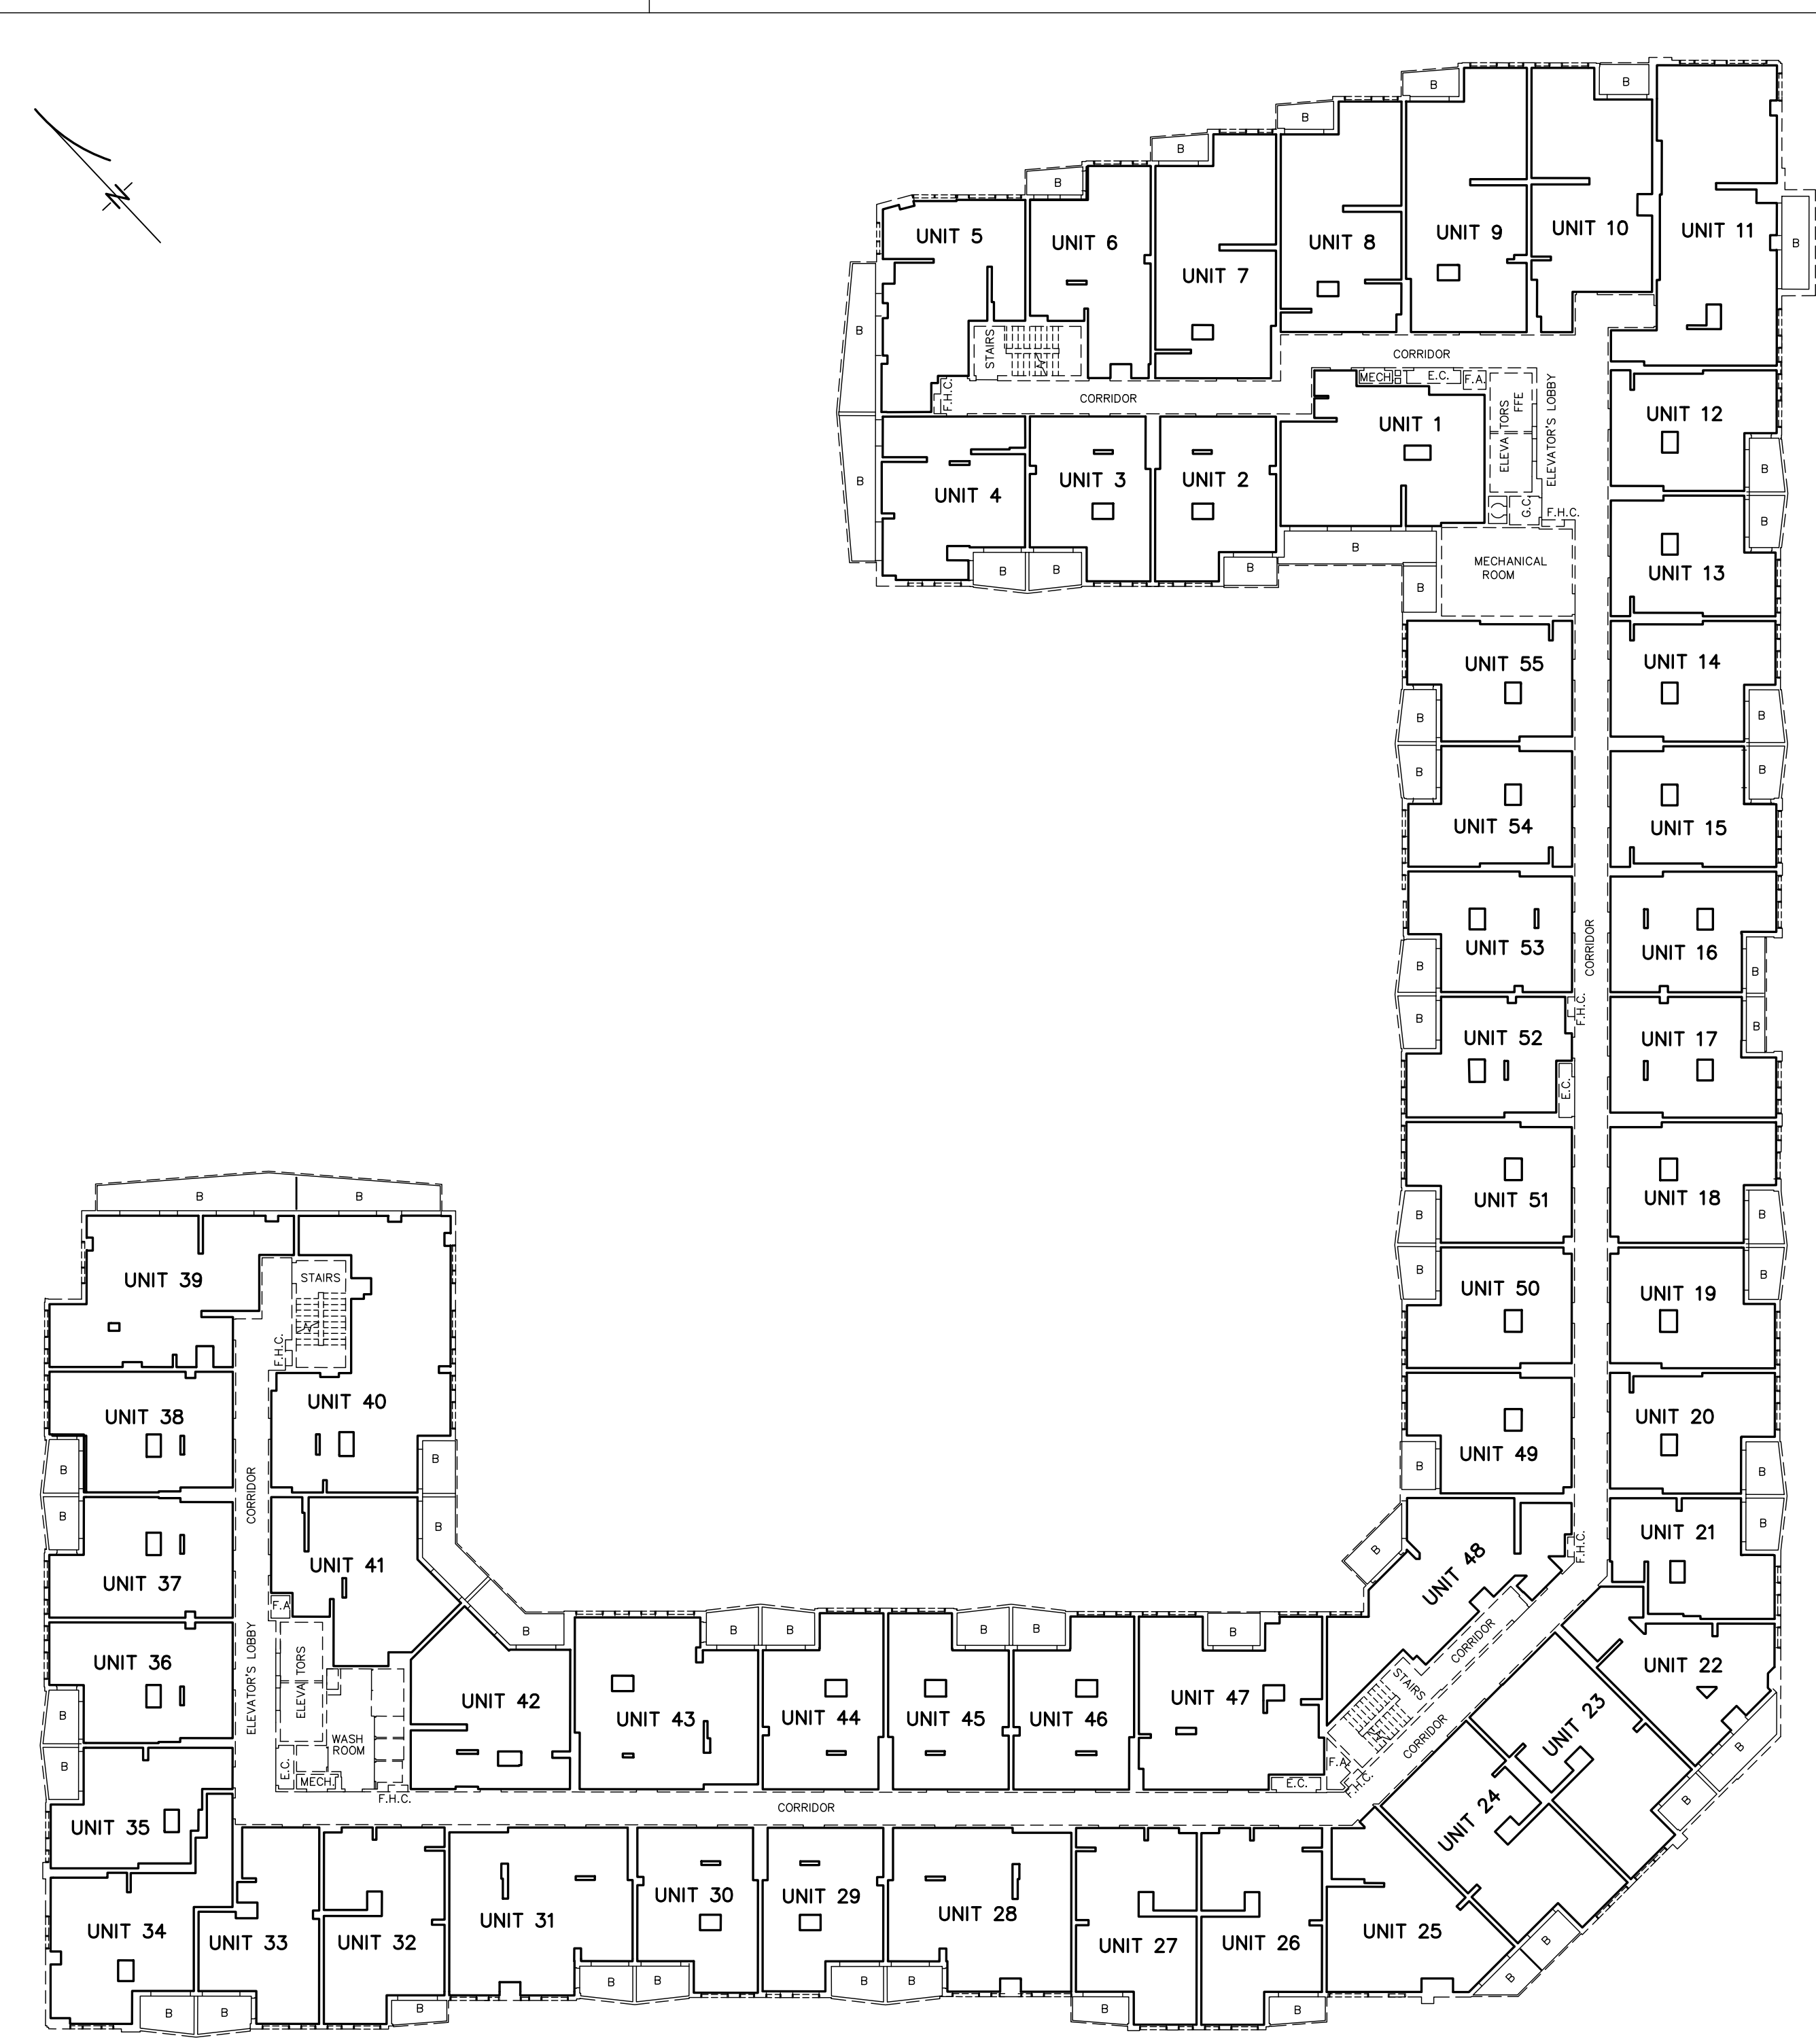 N
B
B
B
B
B
B
UNIT 5
UNIT 6
UNIT 7
UNIT 8
UNIT 9
UNIT 10
UNIT 11
B
B
STAIRS
CORRIDOR
MECH.
E.C.
F.A.
F.H.C.
CORRIDOR
UNIT 1
ELEVATORS
FFE
ELEVATOR'S LOBBY
UNIT 12
B
B
UNIT 4
UNIT 3
UNIT 2
G.C.
F.H.C.
B
B
B
B
B
B
MECHANICAL
ROOM
UNIT 13
B
UNIT 55
UNIT 14
B
B
B
B
UNIT 54
UNIT 15
CORRIDOR
UNIT 53
UNIT 16
B
B
F.H.C.
B
B
UNIT 52
UNIT 17
E.C.
UNIT 51
UNIT 18
B
B
B
B
UNIT 50
UNIT 19
UNIT 49
UNIT 20
B
B
B
B
STAIRS
UNIT 39
F.H.C.
UNIT 40
UNIT 38
B
B
CORRIDOR
B
B
UNIT 37
UNIT 41
F.A
B
UNIT 48
F.H.C.
UNIT 21
B
UNIT 36
ELEVATOR'S LOBBY
ELEVATORS
B
B
B
B
B
B
UNIT 42
UNIT 43
UNIT 44
UNIT 45
UNIT 46
UNIT 47
CORRIDOR
STAIRS
CORRIDOR
UNIT 22
UNIT 23
B
B
B
WASH
ROOM
E.C.
MECH.
F.H.C.
E.C.
F.A.
F.H.C.
B
UNIT 35
CORRIDOR
UNIT 24
UNIT 34
UNIT 33
UNIT 32
UNIT 31
UNIT 30
UNIT 29
UNIT 28
UNIT 27
UNIT 26
UNIT 25
B
B
B
B
B
B
B
B
B
B
B